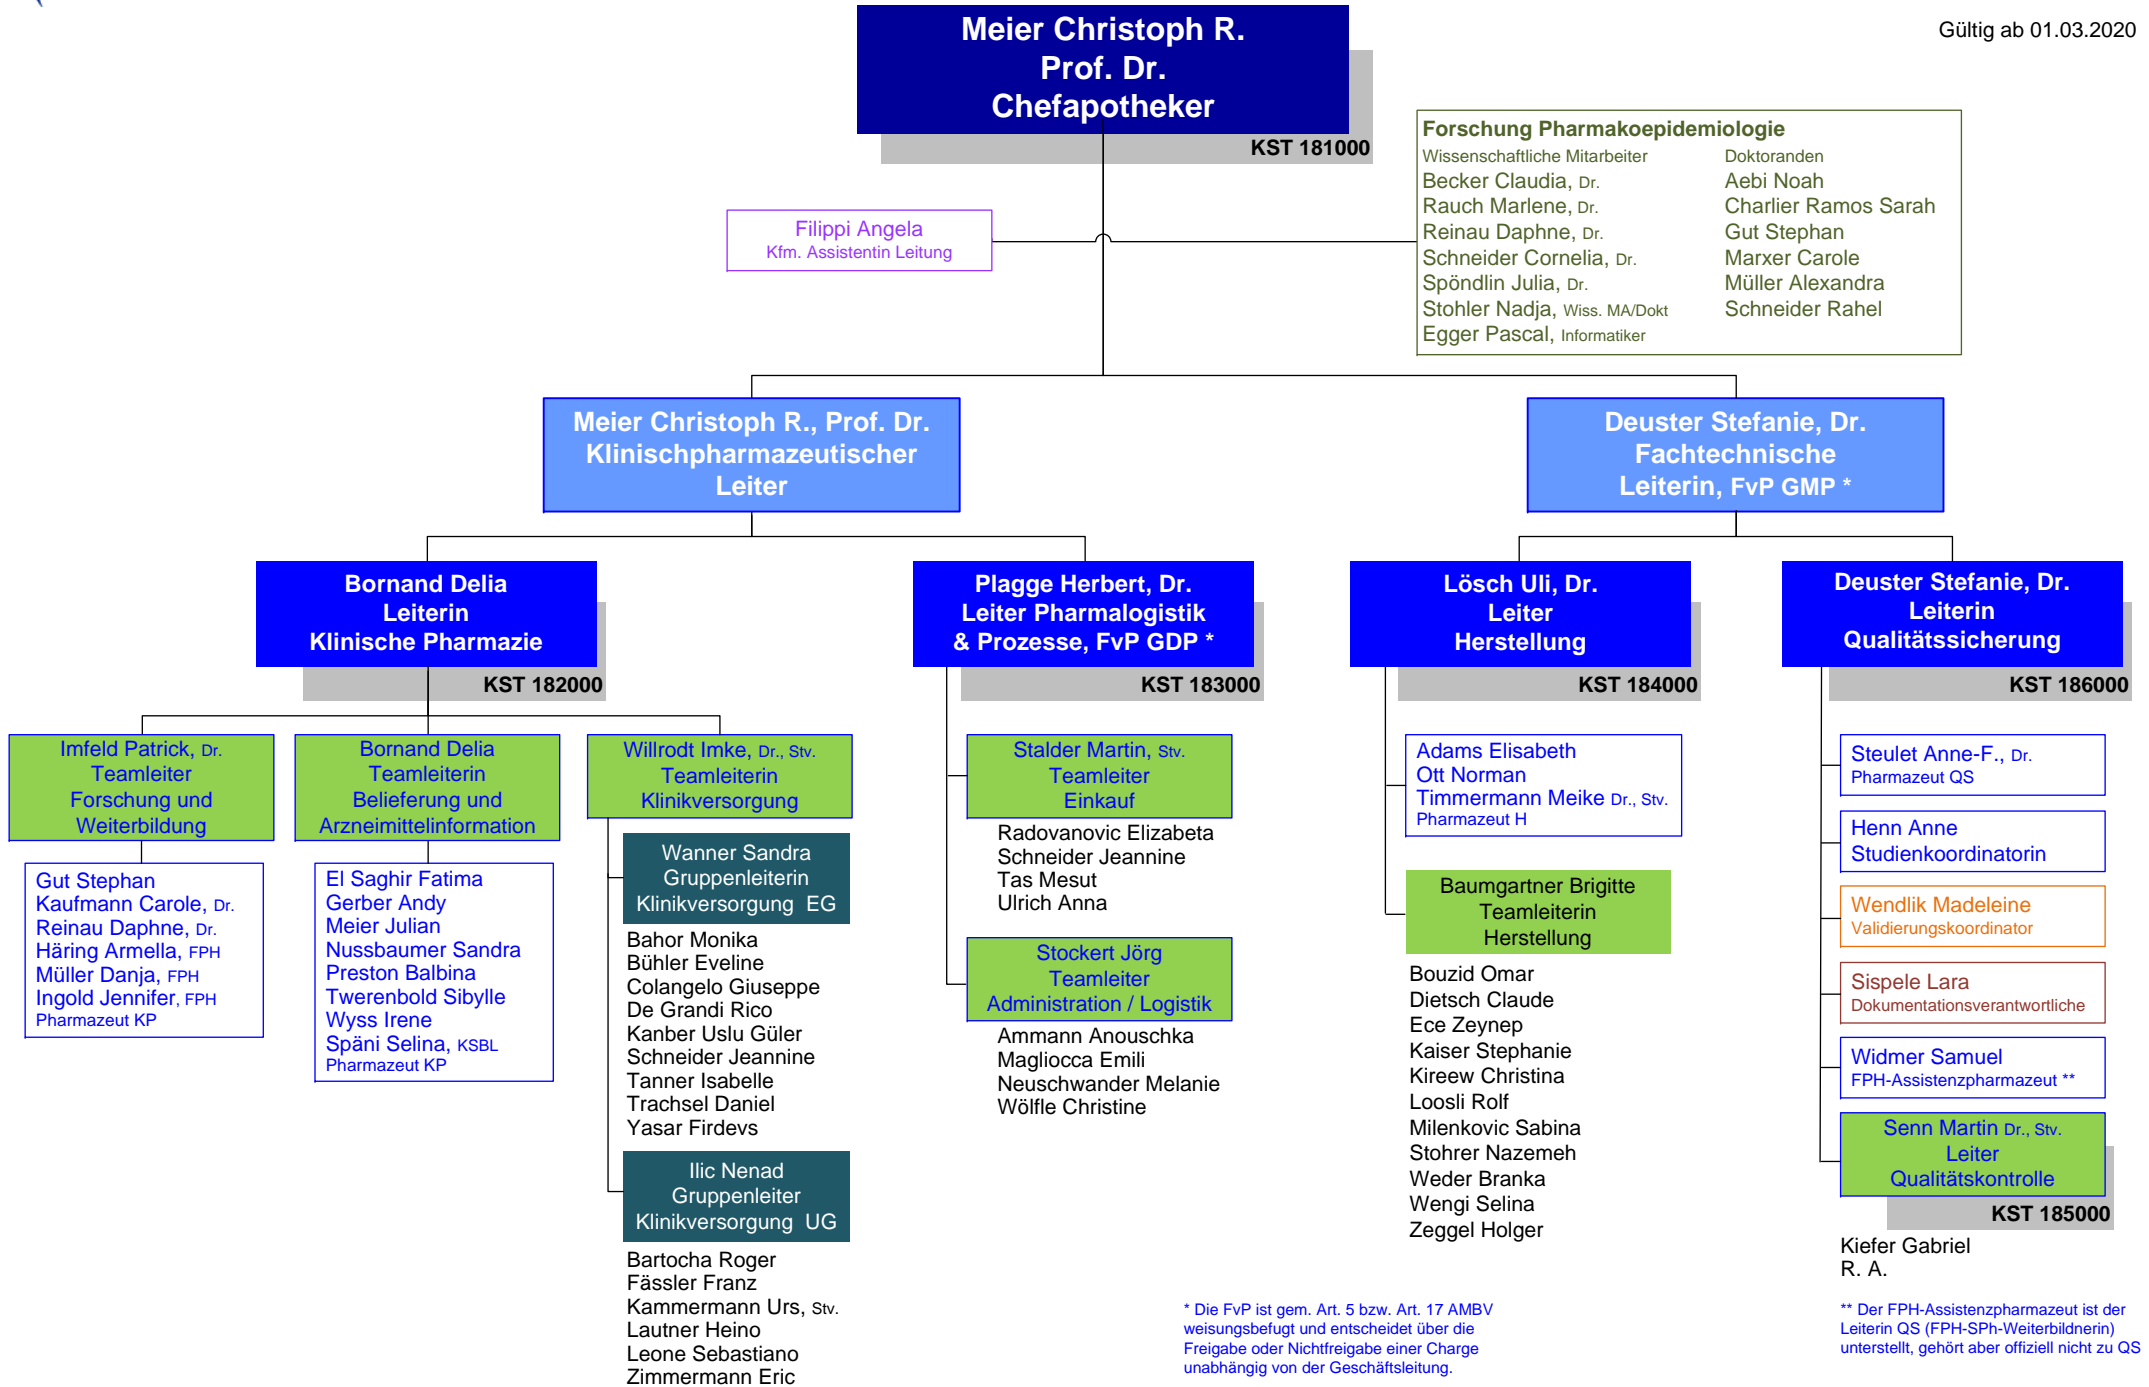 Meier Christoph R.
Prof. Dr.
Chefapotheker
KST 181000
Gültig ab 01.03.2020
Filippi Angela
Kfm. Assistentin Leitung
Forschung Pharmakoepidemiologie
Wissenschaftliche Mitarbeiter
Becker Claudia, Dr.
Rauch Marlene, Dr.
Reinau Daphne, Dr.
Schneider Cornelia, Dr.
Spöndlin Julia, Dr.
Stohler Nadja, Wiss. MA/Dokt
Egger Pascal, Informatiker
Doktoranden
Aebi Noah
Charlier Ramos Sarah
Gut Stephan
Marxer Carole
Müller Alexandra
Schneider Rahel
Meier Christoph R., Prof. Dr.
Klinischpharmazeutischer
Leiter
Deuster Stefanie, Dr.
Fachtechnische
Leiterin, FvP GMP *
Bornand Delia
Leiterin
Klinische Pharmazie
KST 182000
Plagge Herbert, Dr.
Leiter Pharmalogistik
& Prozesse, FvP GDP *
KST 183000
Lösch Uli, Dr.
Leiter
Herstellung
KST 184000
Deuster Stefanie, Dr.
Leiterin
Qualitätssicherung
KST 186000
Imfeld Patrick, Dr.
Teamleiter
Forschung und
Weiterbildung
Gut Stephan
Kaufmann Carole, Dr.
Reinau Daphne, Dr.
Häring Armella, FPH
Müller Danja, FPH
Ingold Jennifer, FPH
Pharmazeut KP
Bornand Delia
Teamleiterin
Belieferung und
Arzneimittelinformation
El Saghir Fatima
Gerber Andy
Meier Julian
Nussbaumer Sandra
Preston Balbina
Twerenbold Sibylle
Wyss Irene
Späni Selina, KSBL
Pharmazeut KP
Willrodt Imke, Dr., Stv.
Teamleiterin
Klinikversorgung
Wanner Sandra
Gruppenleiterin
Klinikversorgung EG
Bahor Monika
Bühler Eveline
Colangelo Giuseppe
De Grandi Rico
Kanber Uslu Güler
Schneider Jeannine
Tanner Isabelle
Trachsel Daniel
Yasar Firdevs
Ilic Nenad
Gruppenleiter
Klinikversorgung UG
Bartocha Roger
Fässler Franz
Kammermann Urs, Stv.
Lautner Heino
Leone Sebastiano
Zimmermann Eric
Stalder Martin, Stv.
Teamleiter
Einkauf
Radovanovic Elizabeta
Schneider Jeannine
Tas Mesut
Ulrich Anna
Stockert Jörg
Teamleiter
Administration / Logistik
Ammann Anouschka
Magliocca Emili
Neuschwander Melanie
Wölfle Christine
Adams Elisabeth
Ott Norman
Timmermann Meike Dr., Stv.
Pharmazeut H
Baumgartner Brigitte
Teamleiterin
Herstellung
Bouzid Omar
Dietsch Claude
Ece Zeynep
Kaiser Stephanie
Kireew Christina
Loosli Rolf
Milenkovic Sabina
Stohrer Nazemeh
Weder Branka
Wengi Selina
Zeggel Holger
Steulet Anne-F., Dr.
Pharmazeut QS
Henn Anne
Studienkoordinatorin
Wendlik Madeleine
Validierungskoordinator
Sispele Lara
Dokumentationsverantwortliche
Widmer Samuel
FPH-Assistenzpharmazeut **
Senn Martin Dr., Stv.
Leiter
Qualitätskontrolle
KST 185000
Kiefer Gabriel
R. A.
* Die FvP ist gem. Art. 5 bzw. Art. 17 AMBV
weisungsbefugt und entscheidet über die
Freigabe oder Nichtfreigabe einer Charge
unabhängig von der Geschäftsleitung.
** Der FPH-Assistenzpharmazeut ist der
Leiterin QS (FPH-SPh-Weiterbildnerin)
unterstellt, gehört aber offiziell nicht zu QS